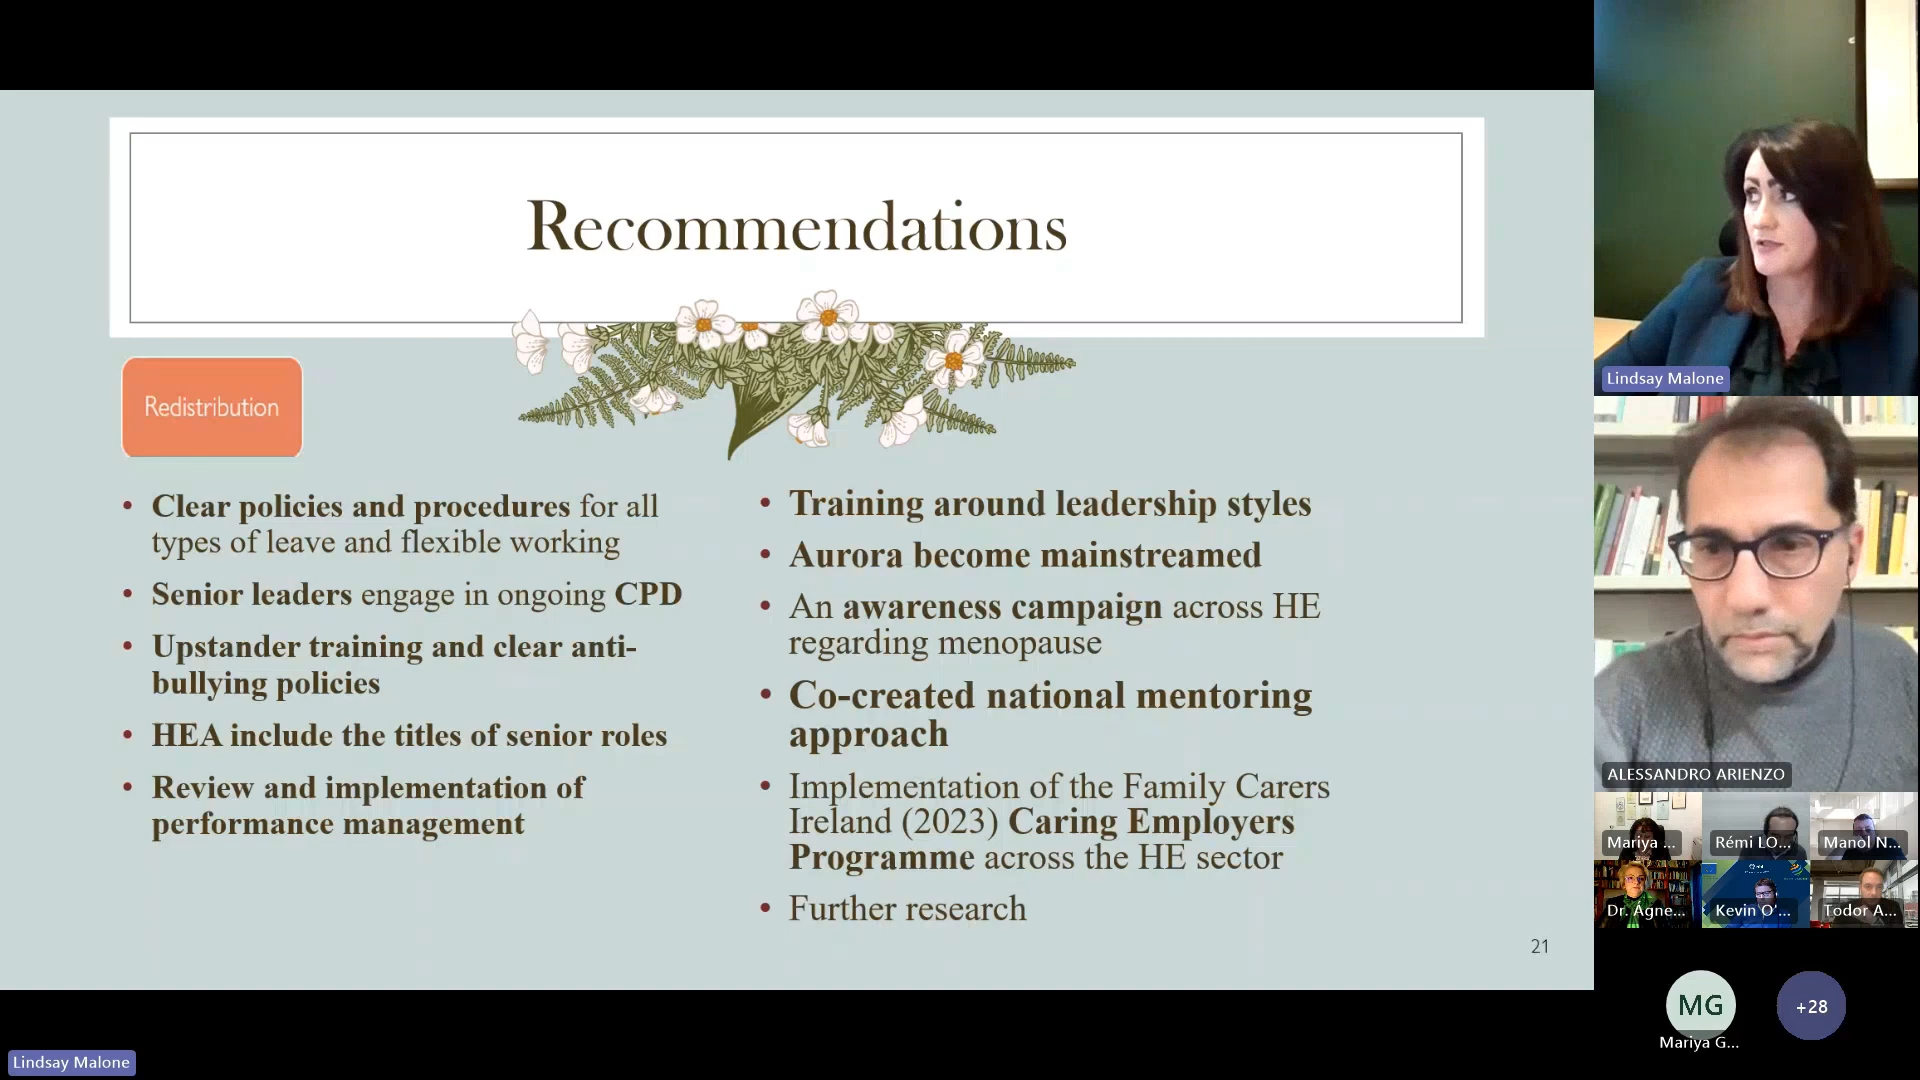 Recommendations
Redistribution
• Clear policies and procedures for all
types of leave and flexible working
• Senior leaders engage in ongoing CPD
• Upstander training and clear anti-
bullying policies
• HEA include the titles of senior roles
• Review and implementation of
performance management
• Training around leadership styles
• Aurora become mainstreamed
• An awareness campaign across HE
regarding menopause
• Co-created national mentoring
approach
• Implementation of the Family Carers
Ireland (2023) Caring Employers
Programme across the HE sector
• Further research
21
Lindsay Malone
Lindsay Malone
ALESSANDRO ARIENZO
Mariya ...
Rémi LO...
Manol N...
Dr. Ágne...
Kevin O'...
Todor A...
MG
+28
Mariya G...